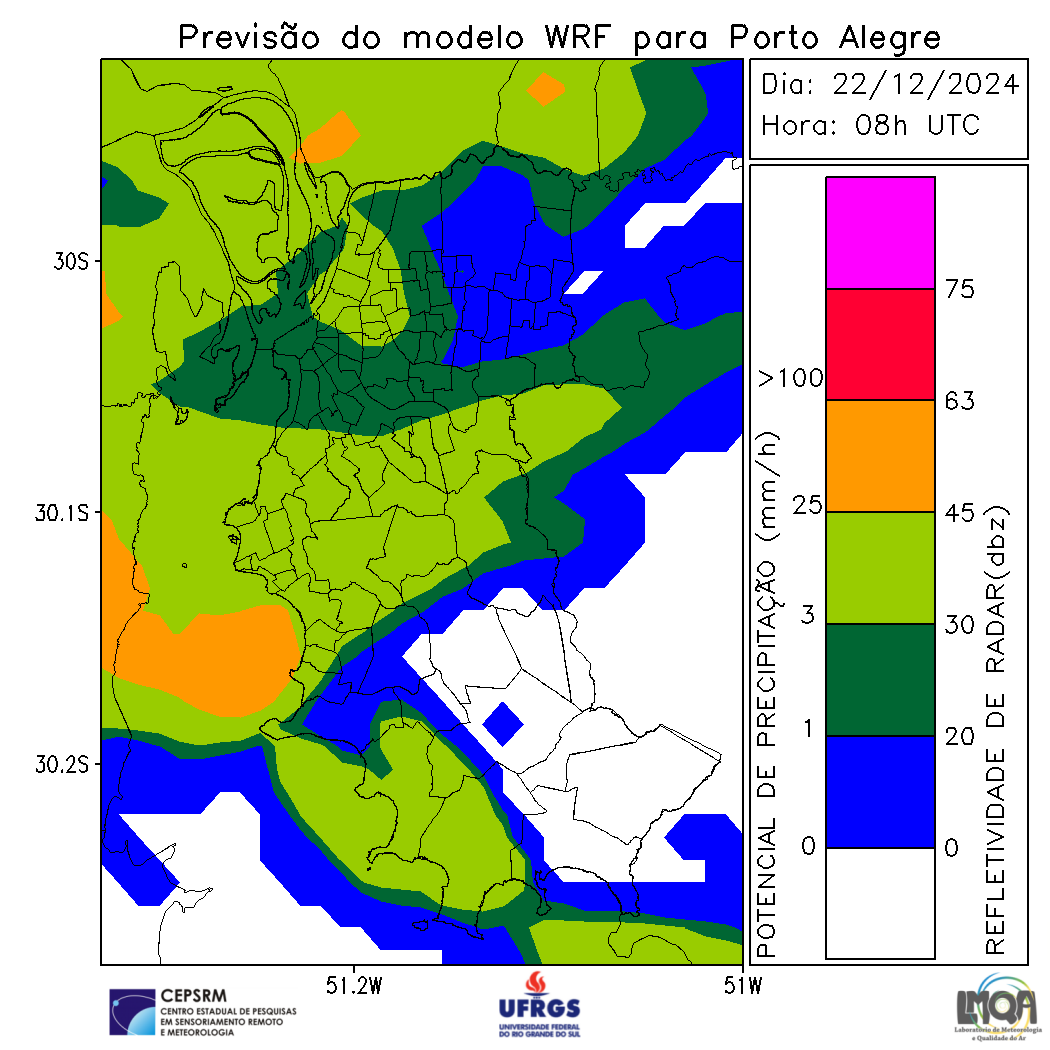 Previsão do modelo WRF para Porto Alegre
Dia: 22/12/2024
Hora: 08h UTC
30S
30.1S
30.2S
51.2W
51W
POTENCIAL DE PRECIPITAÇÃO (mm/h)
>100
25
3
1
0
75
63
45
30
20
0
REFLETIVIDADE DE RADAR(dbz)
CEPSRM
CENTRO ESTADUAL DE PESQUISAS
EM SENSORIAMENTO REMOTO
E METEOROLOGIA
UFRGS
UNIVERSIDADE FEDERAL
DO RIO GRANDE DO SUL
LMQA
Laboratório de Meteorologia
e Qualidade do Ar